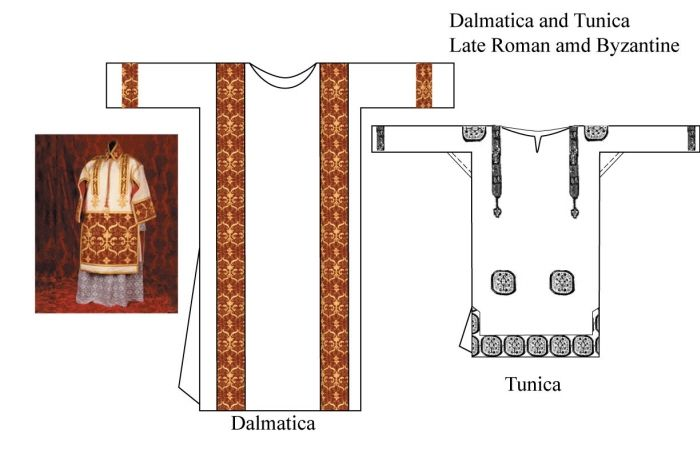 Dalmatica and Tunica
Late Roman amd Byzantine
Tunica
Dalmatica